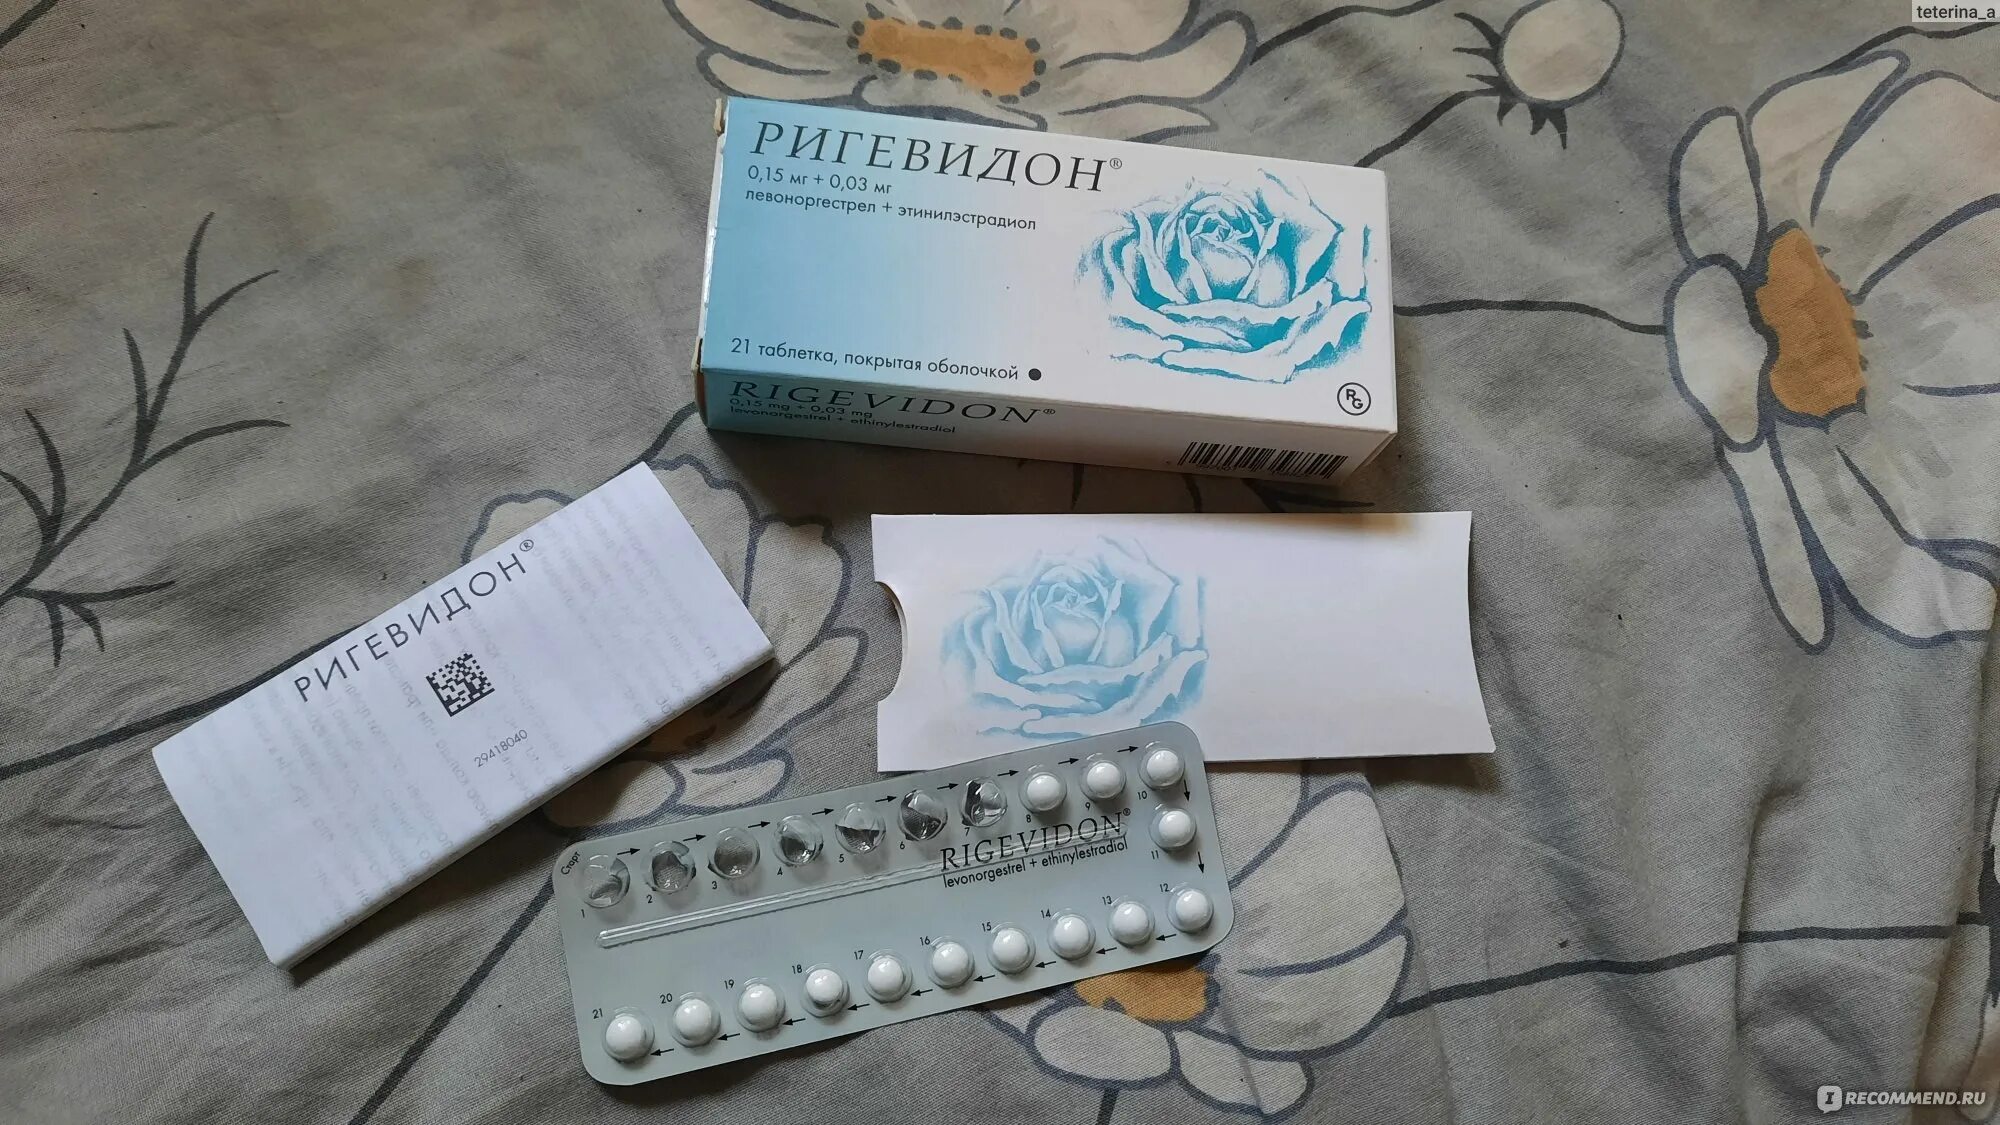 teterina_a
РИГЕВИДОН®
0,15 мг + 0,03 мг
левоноргестрел + этинилэстрадиол
21 таблетка, покрытая оболочкой
RG
RIGEVIDON®
0,15 mg + 0,03 mg
levonorgestrel + ethinylestradiol
РИГЕВИДОН®
29418040
Старт
1 2 3 4 5 6 7 8 9 10
RIGEVIDON®
levonorgestrel + ethinylestradiol
11
12
13
14
15
16
17
18
19
20
21
I RECOMMEND.RU